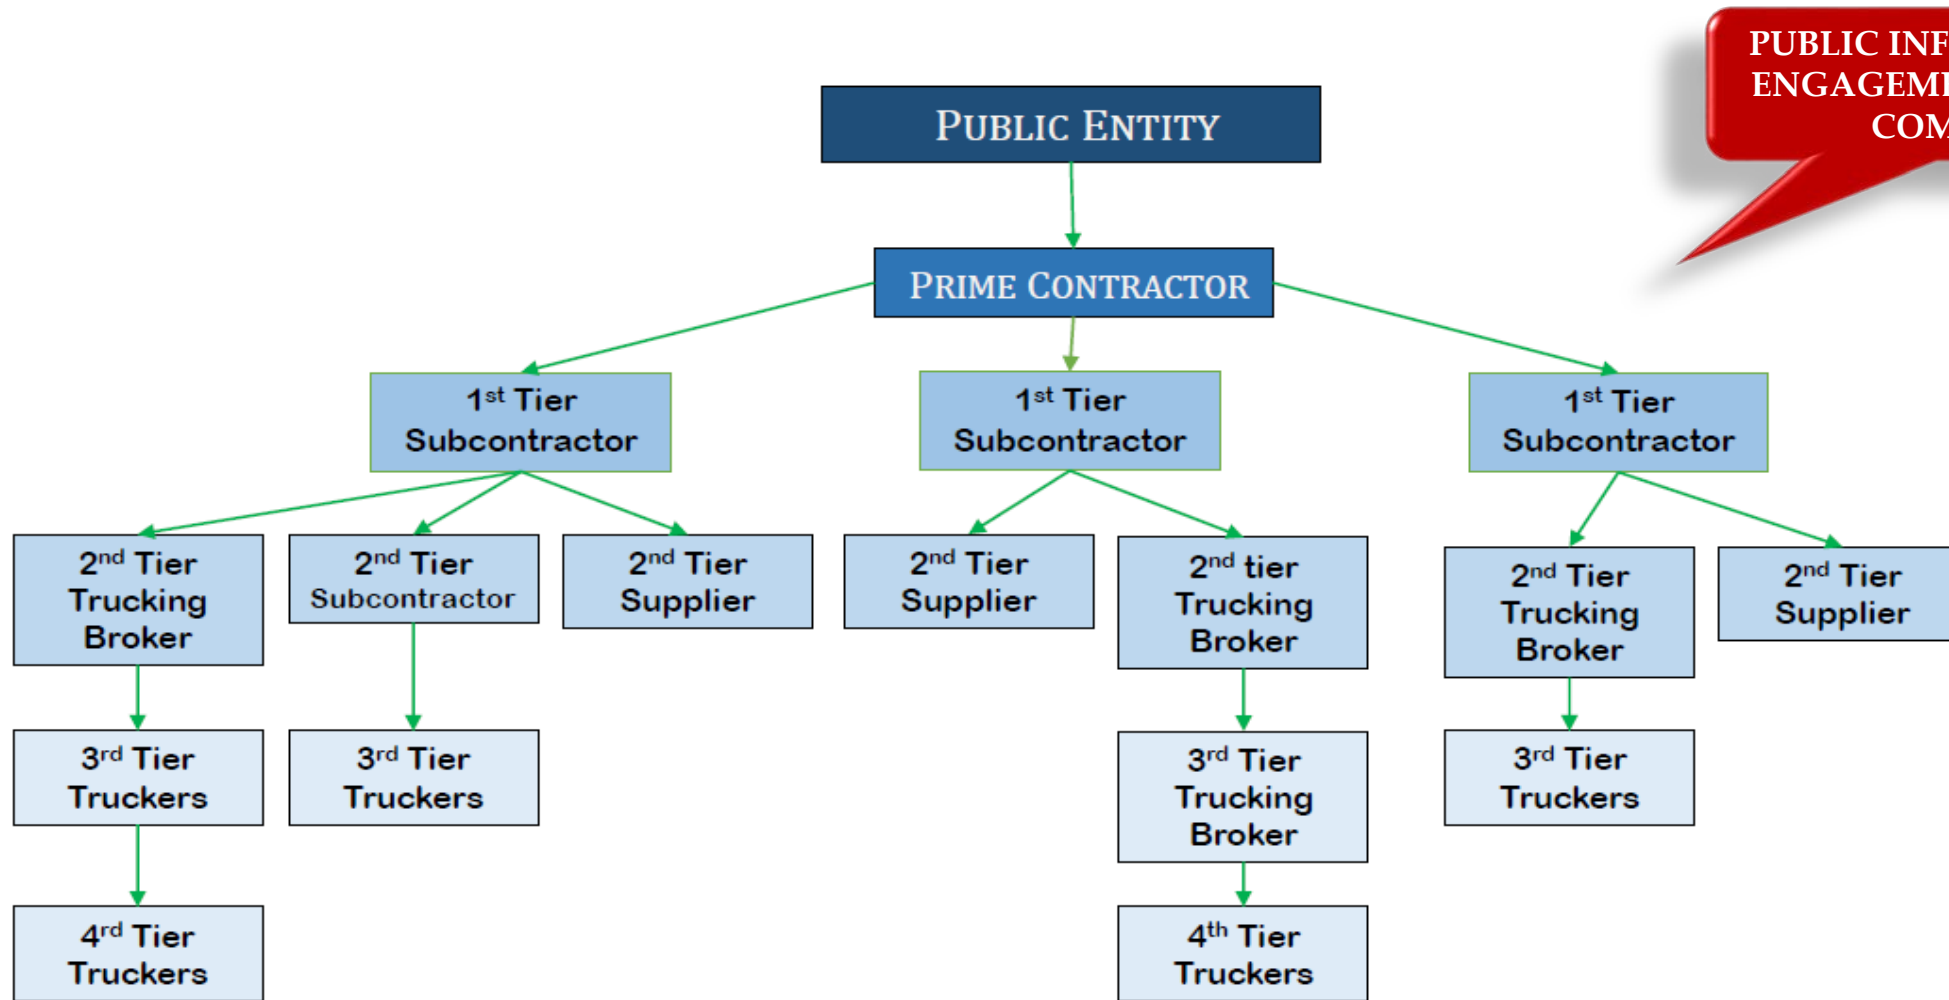 PUBLIC ENTITY
PRIME CONTRACTOR
1st Tier
Subcontractor
1st Tier
Subcontractor
1st Tier
Subcontractor
2nd Tier
Trucking
Broker
2nd Tier
Subcontractor
2nd Tier
Supplier
2nd Tier
Supplier
2nd tier
Trucking
Broker
2nd Tier
Trucking
Broker
2nd Tier
Supplier
3rd Tier
Truckers
3rd Tier
Truckers
3rd Tier
Trucking
Broker
3rd Tier
Truckers
4rd Tier
Truckers
4th Tier
Truckers
PUBLIC